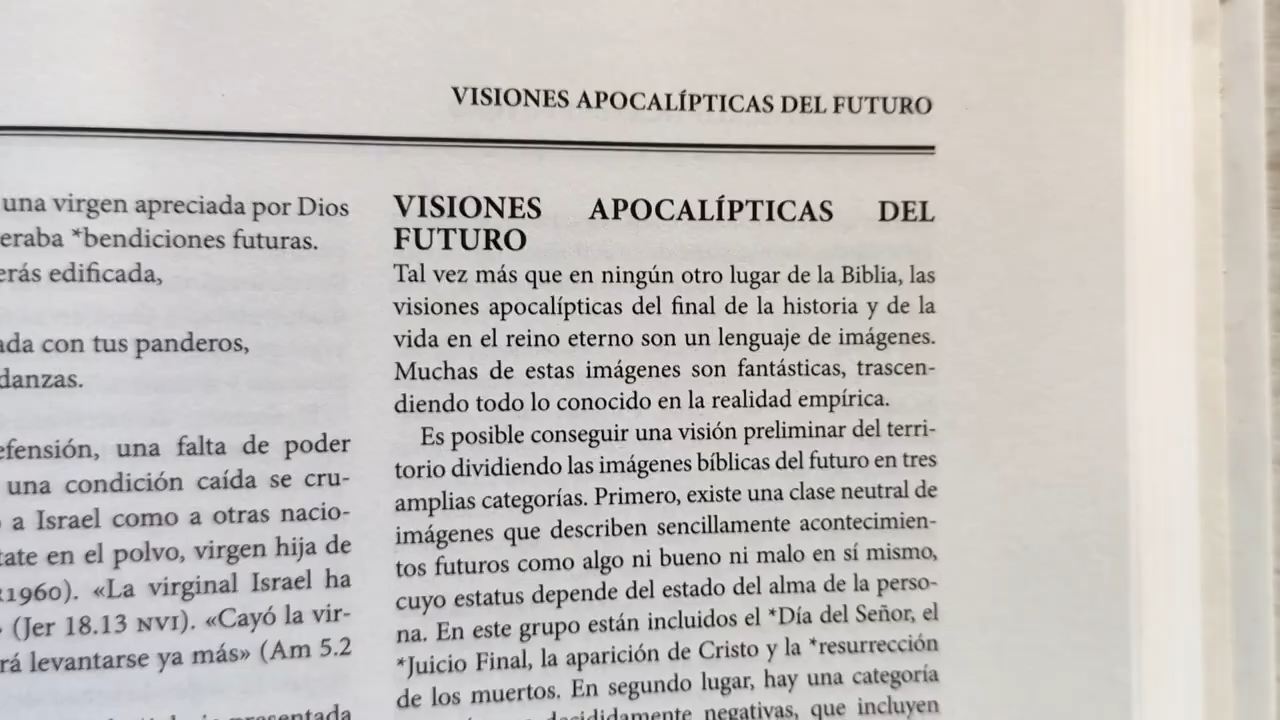 VISIONES APOCALÍPTICAS DEL FUTURO
una virgen apreciada por Dios
eraba *bendiciones futuras.
erás edificada,
ada con tus panderos,
danzas.
efensión, una falta de poder
una condición caída se cru-
a Israel como a otras nacio-
tate en el polvo, virgen hija de
1960). «La virginal Israel ha
(Jer 18.13 NVI). «Cayó la vir-
rá levantarse ya más» (Am 5.2
VISIONES APOCALÍPTICAS DEL
FUTURO
Tal vez más que en ningún otro lugar de la Biblia, las
visiones apocalípticas del final de la historia y de la
vida en el reino eterno son un lenguaje de imágenes.
Muchas de estas imágenes son fantásticas, trascen-
diendo todo lo conocido en la realidad empírica.
Es posible conseguir una visión preliminar del terri-
torio dividiendo las imágenes bíblicas del futuro en tres
amplias categorías. Primero, existe una clase neutral de
imágenes que describen sencillamente acontecimien-
tos futuros como algo ni bueno ni malo en sí mismo,
cuyo estatus depende del estado del alma de la perso-
na. En este grupo están incluidos el *Día del Señor, el
*Juicio Final, la aparición de Cristo y la *resurrección
de los muertos. En segundo lugar, hay una categoría
decididamente negativas, que incluyen